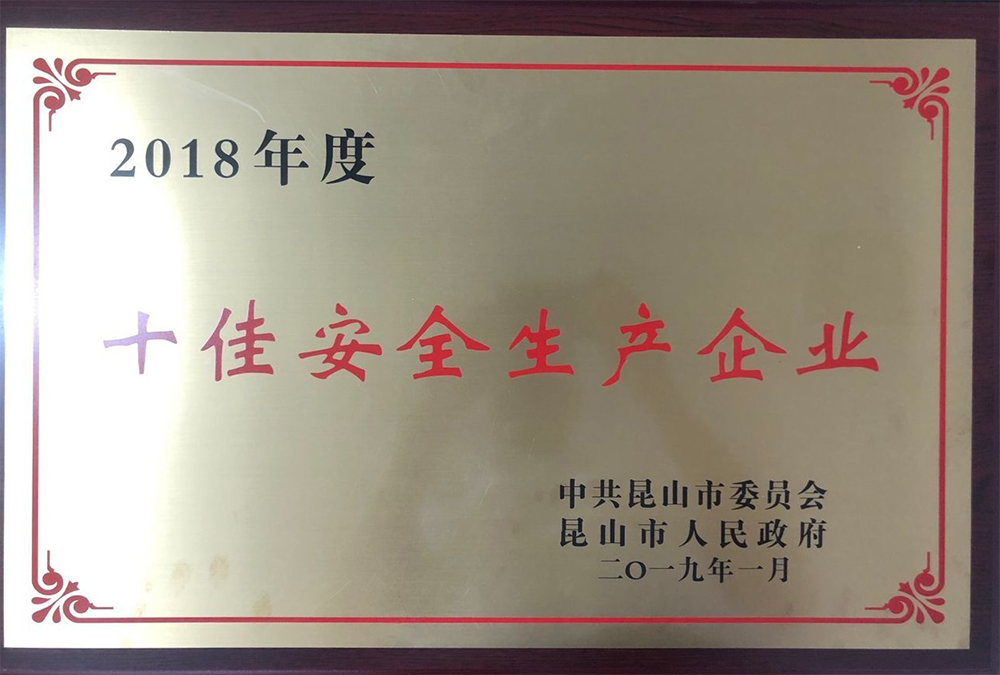 2018年度
十佳安全生产企业
中共昆山市委员会
昆山市人民政府
二〇一九年一月